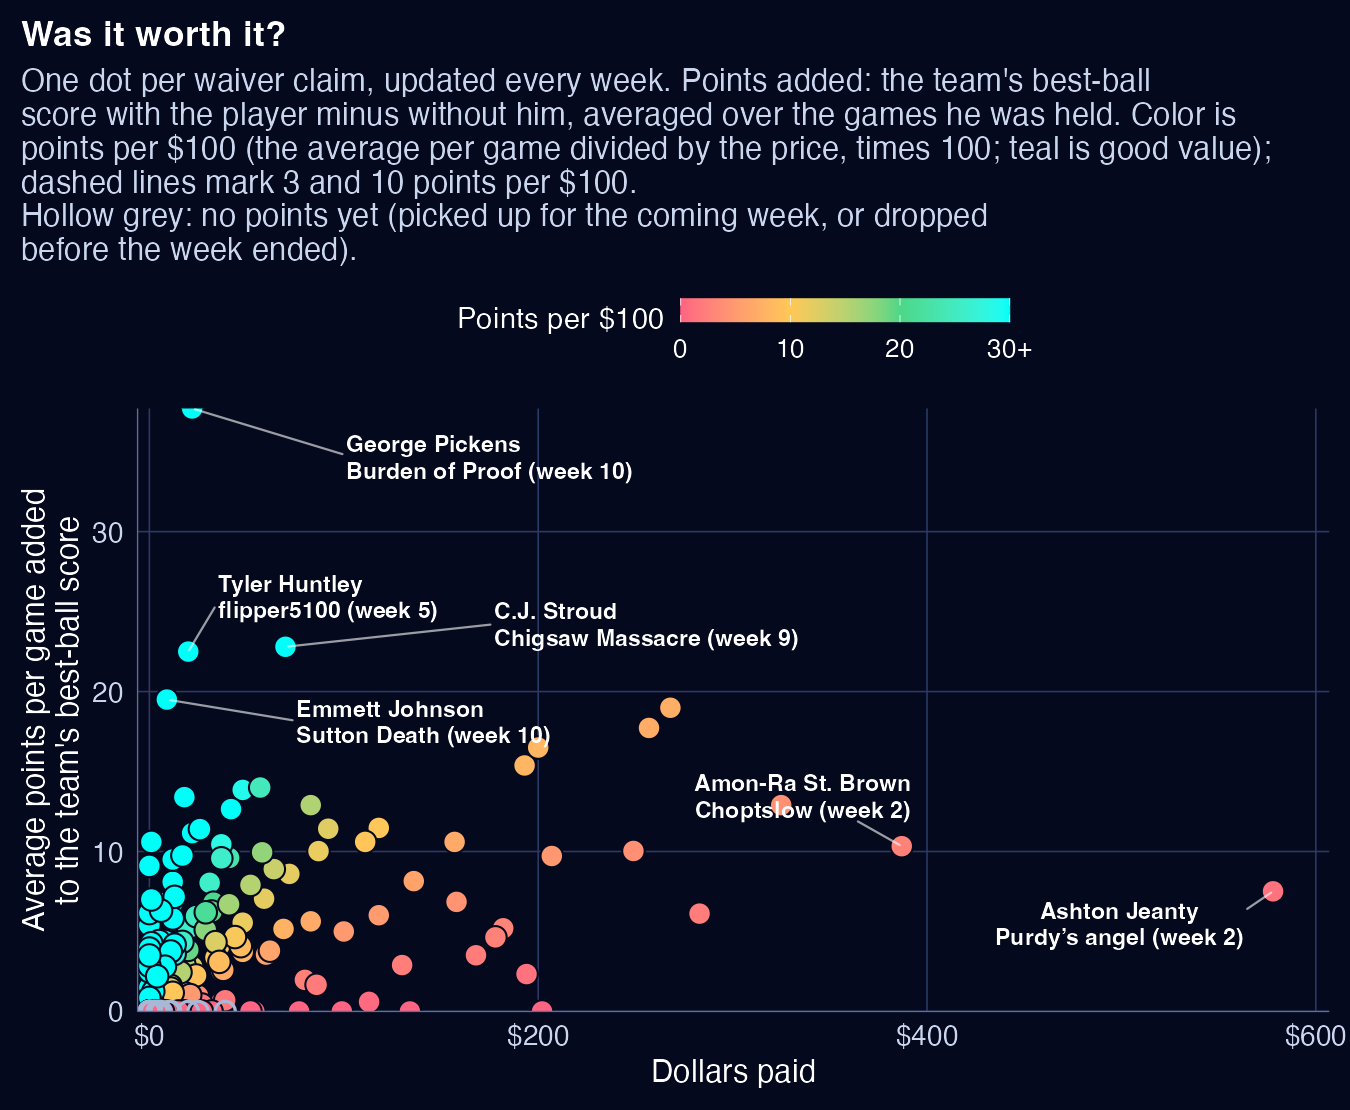 Was it worth it?
One dot per waiver claim, updated every week. Points added: the team's best-ball
score with the player minus without him, averaged over the games he was held. Color is
points per $100 (the average per game divided by the price, times 100; teal is good value);
dashed lines mark 3 and 10 points per $100.
Hollow grey: no points yet (picked up for the coming week, or dropped
before the week ended).
Points per $100
0 10 20 30+
George Pickens
Burden of Proof (week 10)
Tyler Huntley
flipper5100 (week 5)
C.J. Stroud
Chigsaw Massacre (week 9)
Emmett Johnson
Sutton Death (week 10)
Amon-Ra St. Brown
Choptslow (week 2)
Ashton Jeanty
Purdy’s angel (week 2)
Average points per game added
to the team's best-ball score
30
20
10
0
$0 $200 $400 $600
Dollars paid